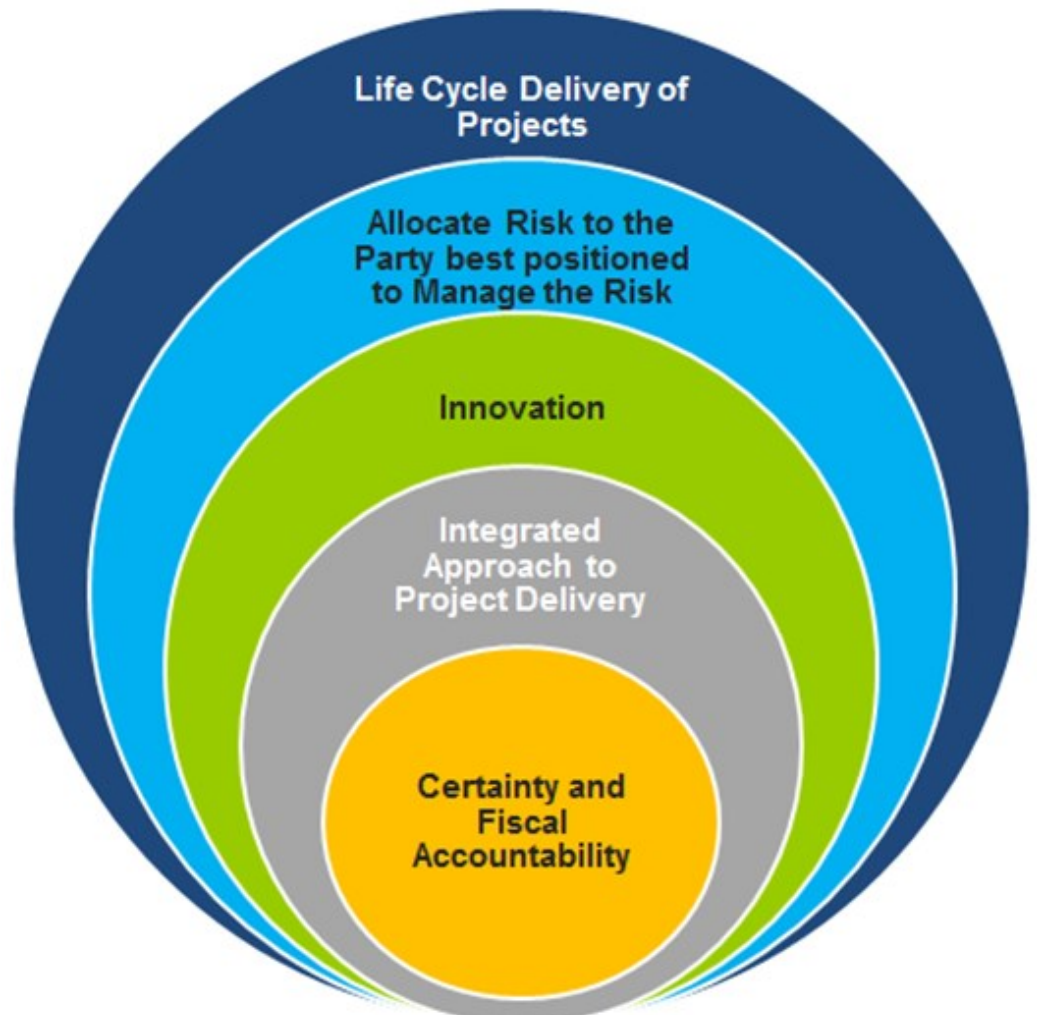 Life Cycle Delivery of
Projects
Allocate Risk to the
Party best positioned
to Manage the Risk
Innovation
Integrated
Approach to
Project Delivery
Certainty and
Fiscal
Accountability